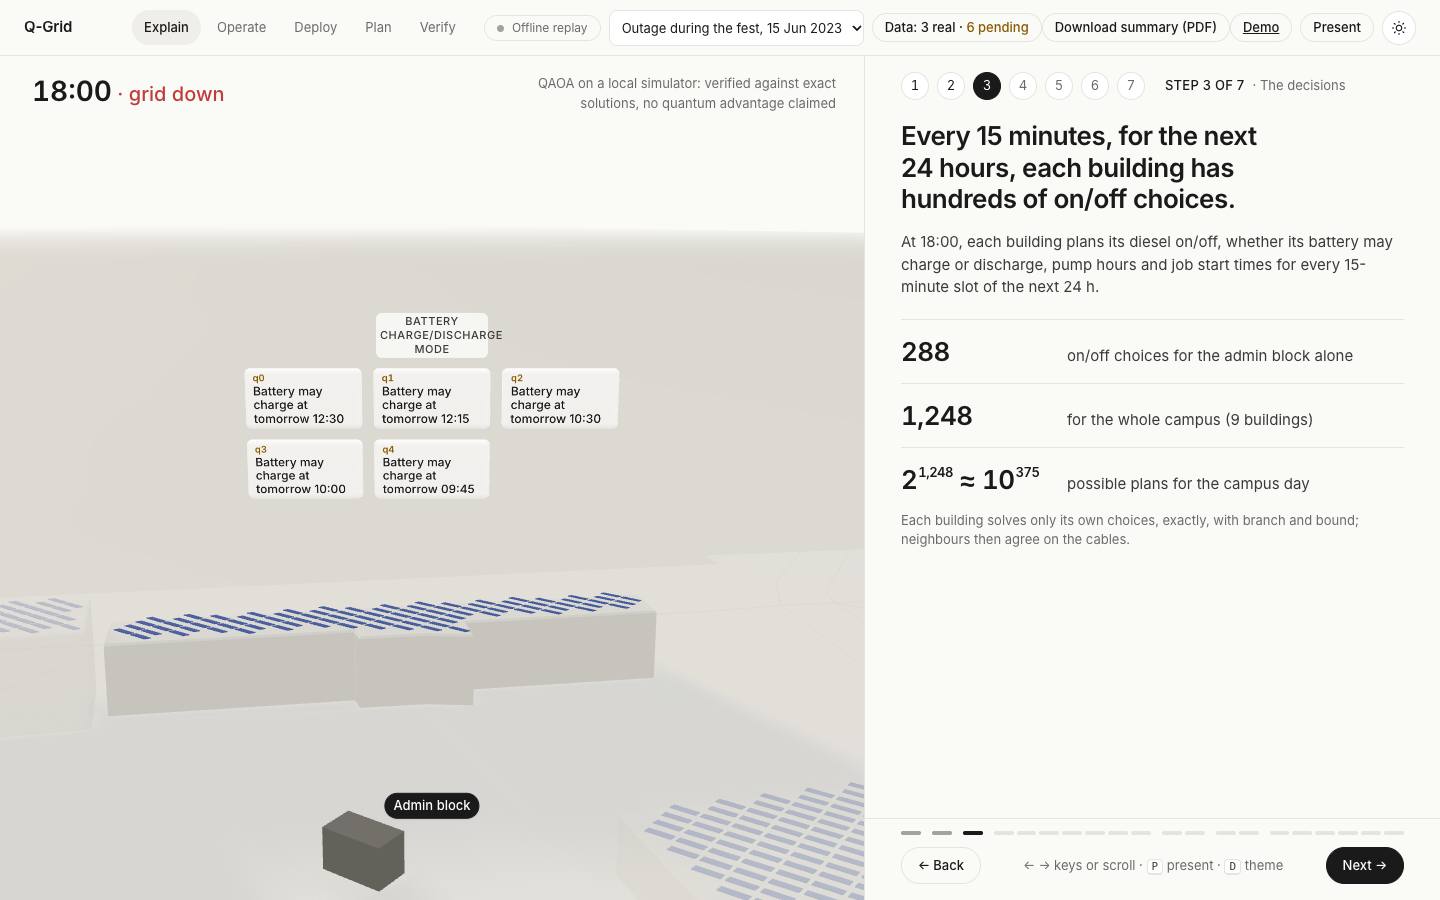 Q-Grid
Explain
Operate
Deploy
Plan
Verify
Offline replay
Outage during the fest, 15 Jun 2023
Data: 3 real · 6 pending
Download summary (PDF)
Demo
Present
18:00 · grid down
QAOA on a local simulator: verified against exact
solutions, no quantum advantage claimed
BATTERY
CHARGE/DISCHARGE
MODE
q0
Battery may
charge at
tomorrow 12:30
q1
Battery may
charge at
tomorrow 12:15
q2
Battery may
charge at
tomorrow 10:30
q3
Battery may
charge at
tomorrow 10:00
q4
Battery may
charge at
tomorrow 09:45
Admin block
1 2 3 4 5 6 7 STEP 3 OF 7 · The decisions
Every 15 minutes, for the next
24 hours, each building has
hundreds of on/off choices.
At 18:00, each building plans its diesel on/off, whether its battery may
charge or discharge, pump hours and job start times for every 15-
minute slot of the next 24 h.
288 on/off choices for the admin block alone
1,248 for the whole campus (9 buildings)
2^1,248 ≈ 10^375 possible plans for the campus day
Each building solves only its own choices, exactly, with branch and bound;
neighbours then agree on the cables.
← Back
← → keys or scroll · P present · D theme
Next →